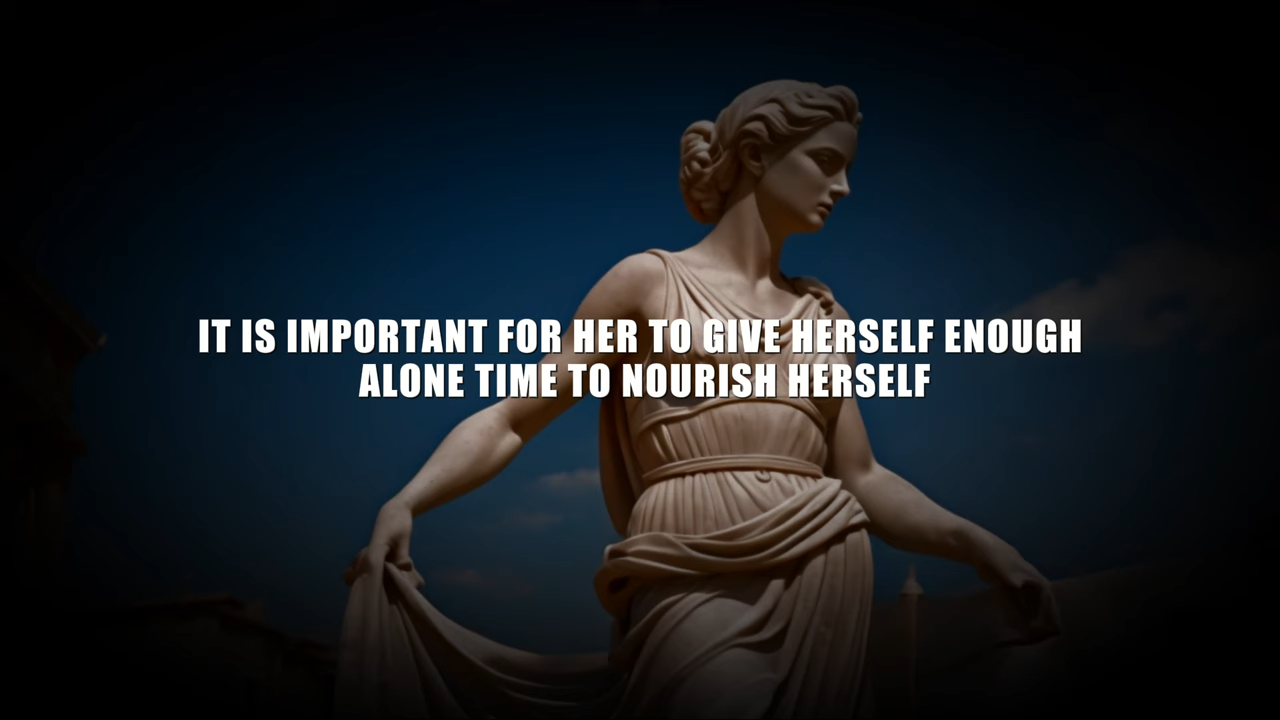 IT IS IMPORTANT FOR HER TO GIVE HERSELF ENOUGH
ALONE TIME TO NOURISH HERSELF